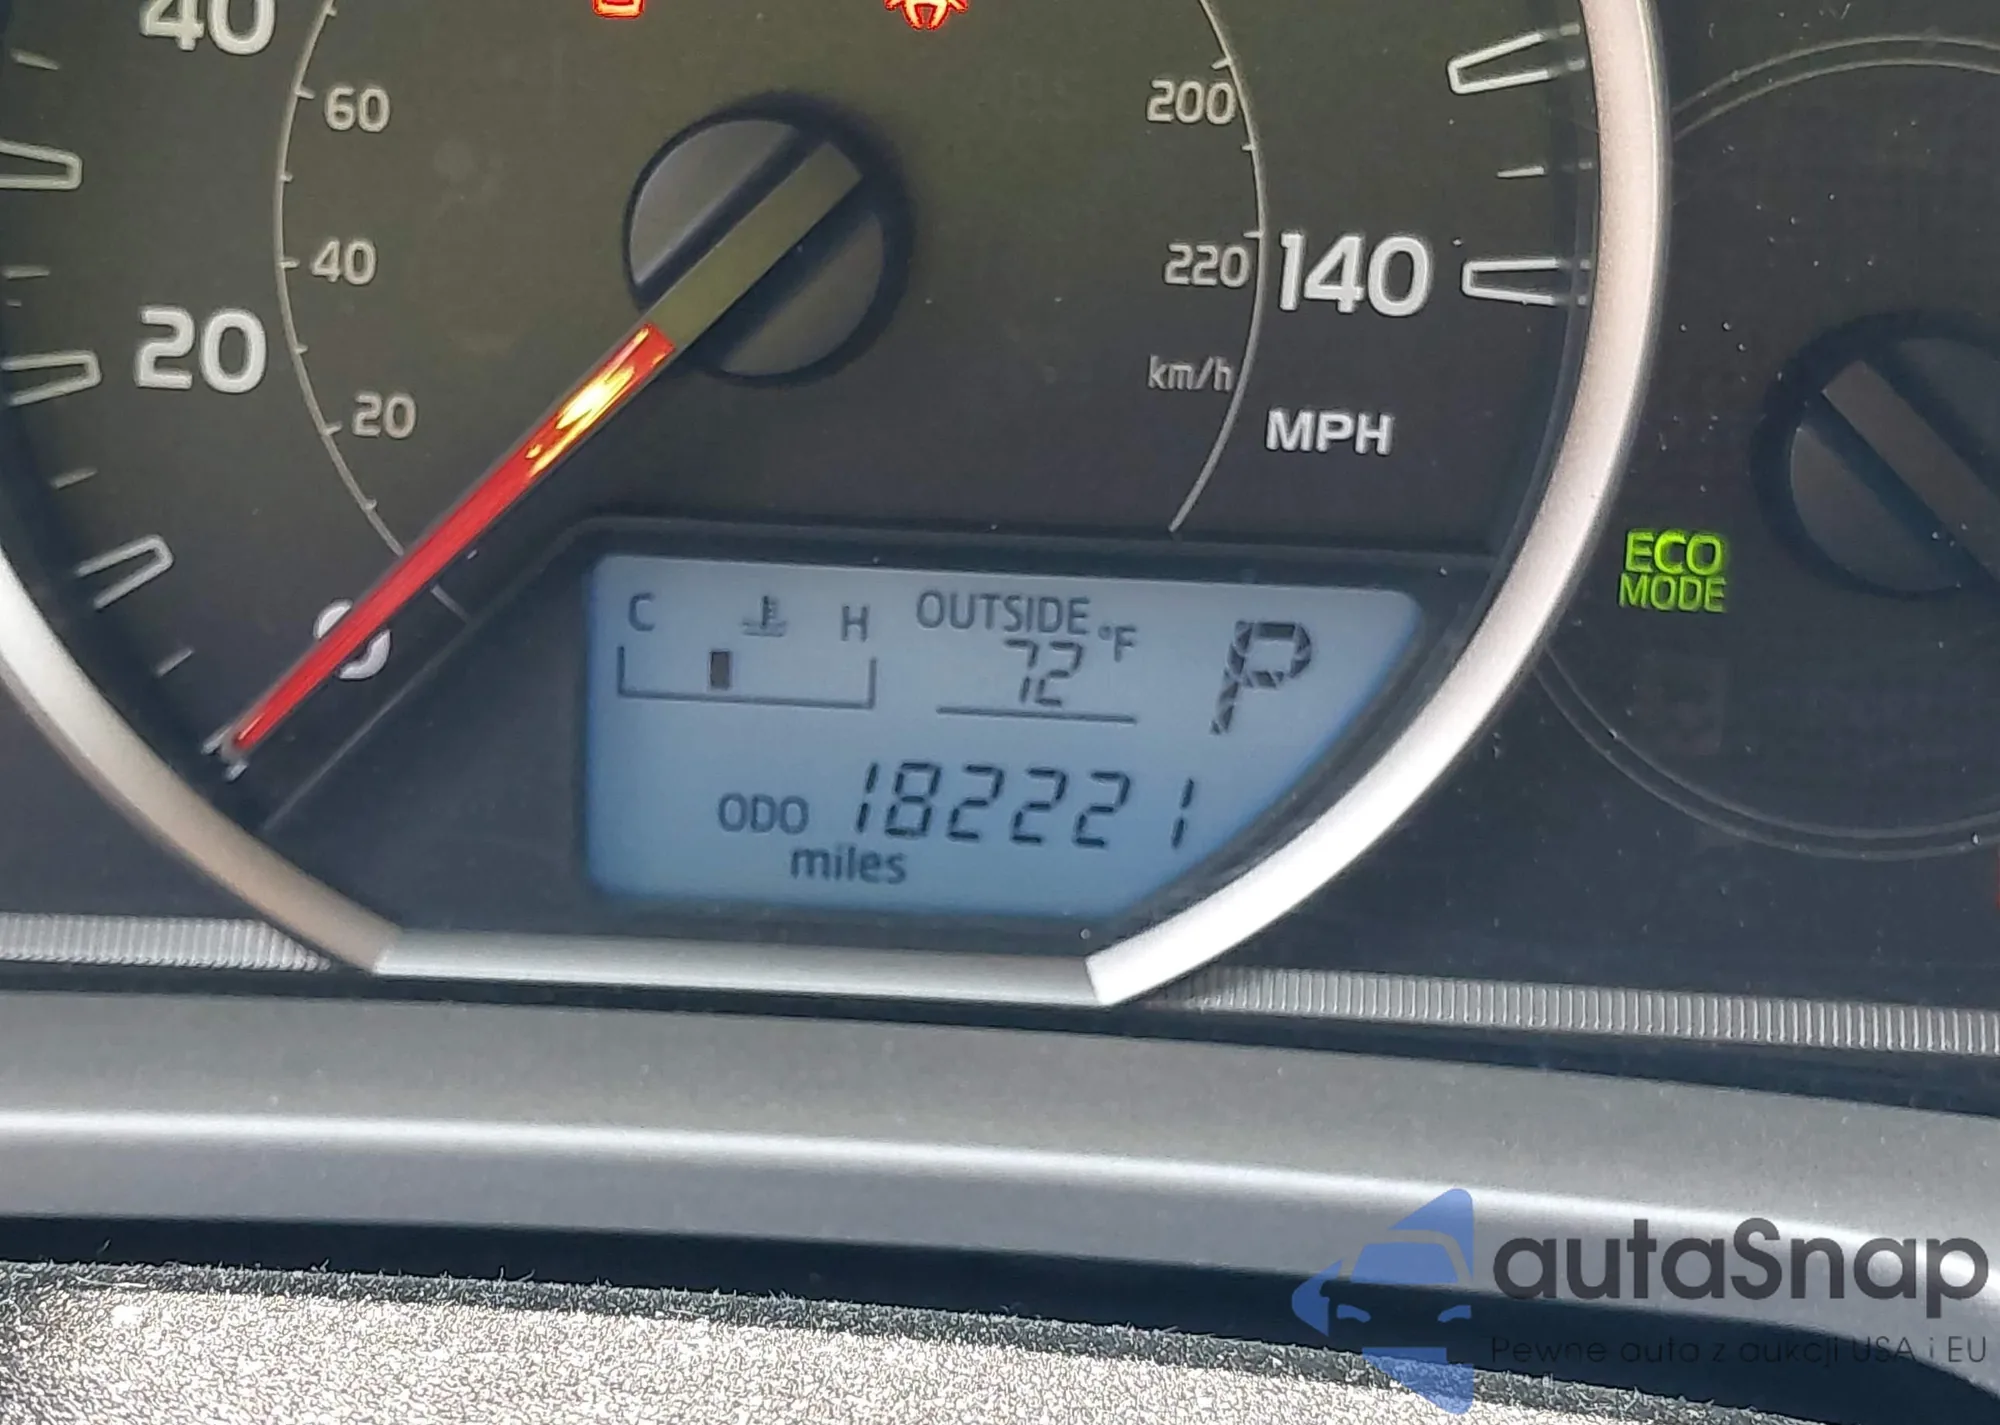 40
60
200
40
220
140
20
20
km/h
MPH
ECO
MODE
0
C
H
OUTSIDE
72 °F
P
ODO 182221
miles
autaSnap
Pewne auto z aukcji USA i EU